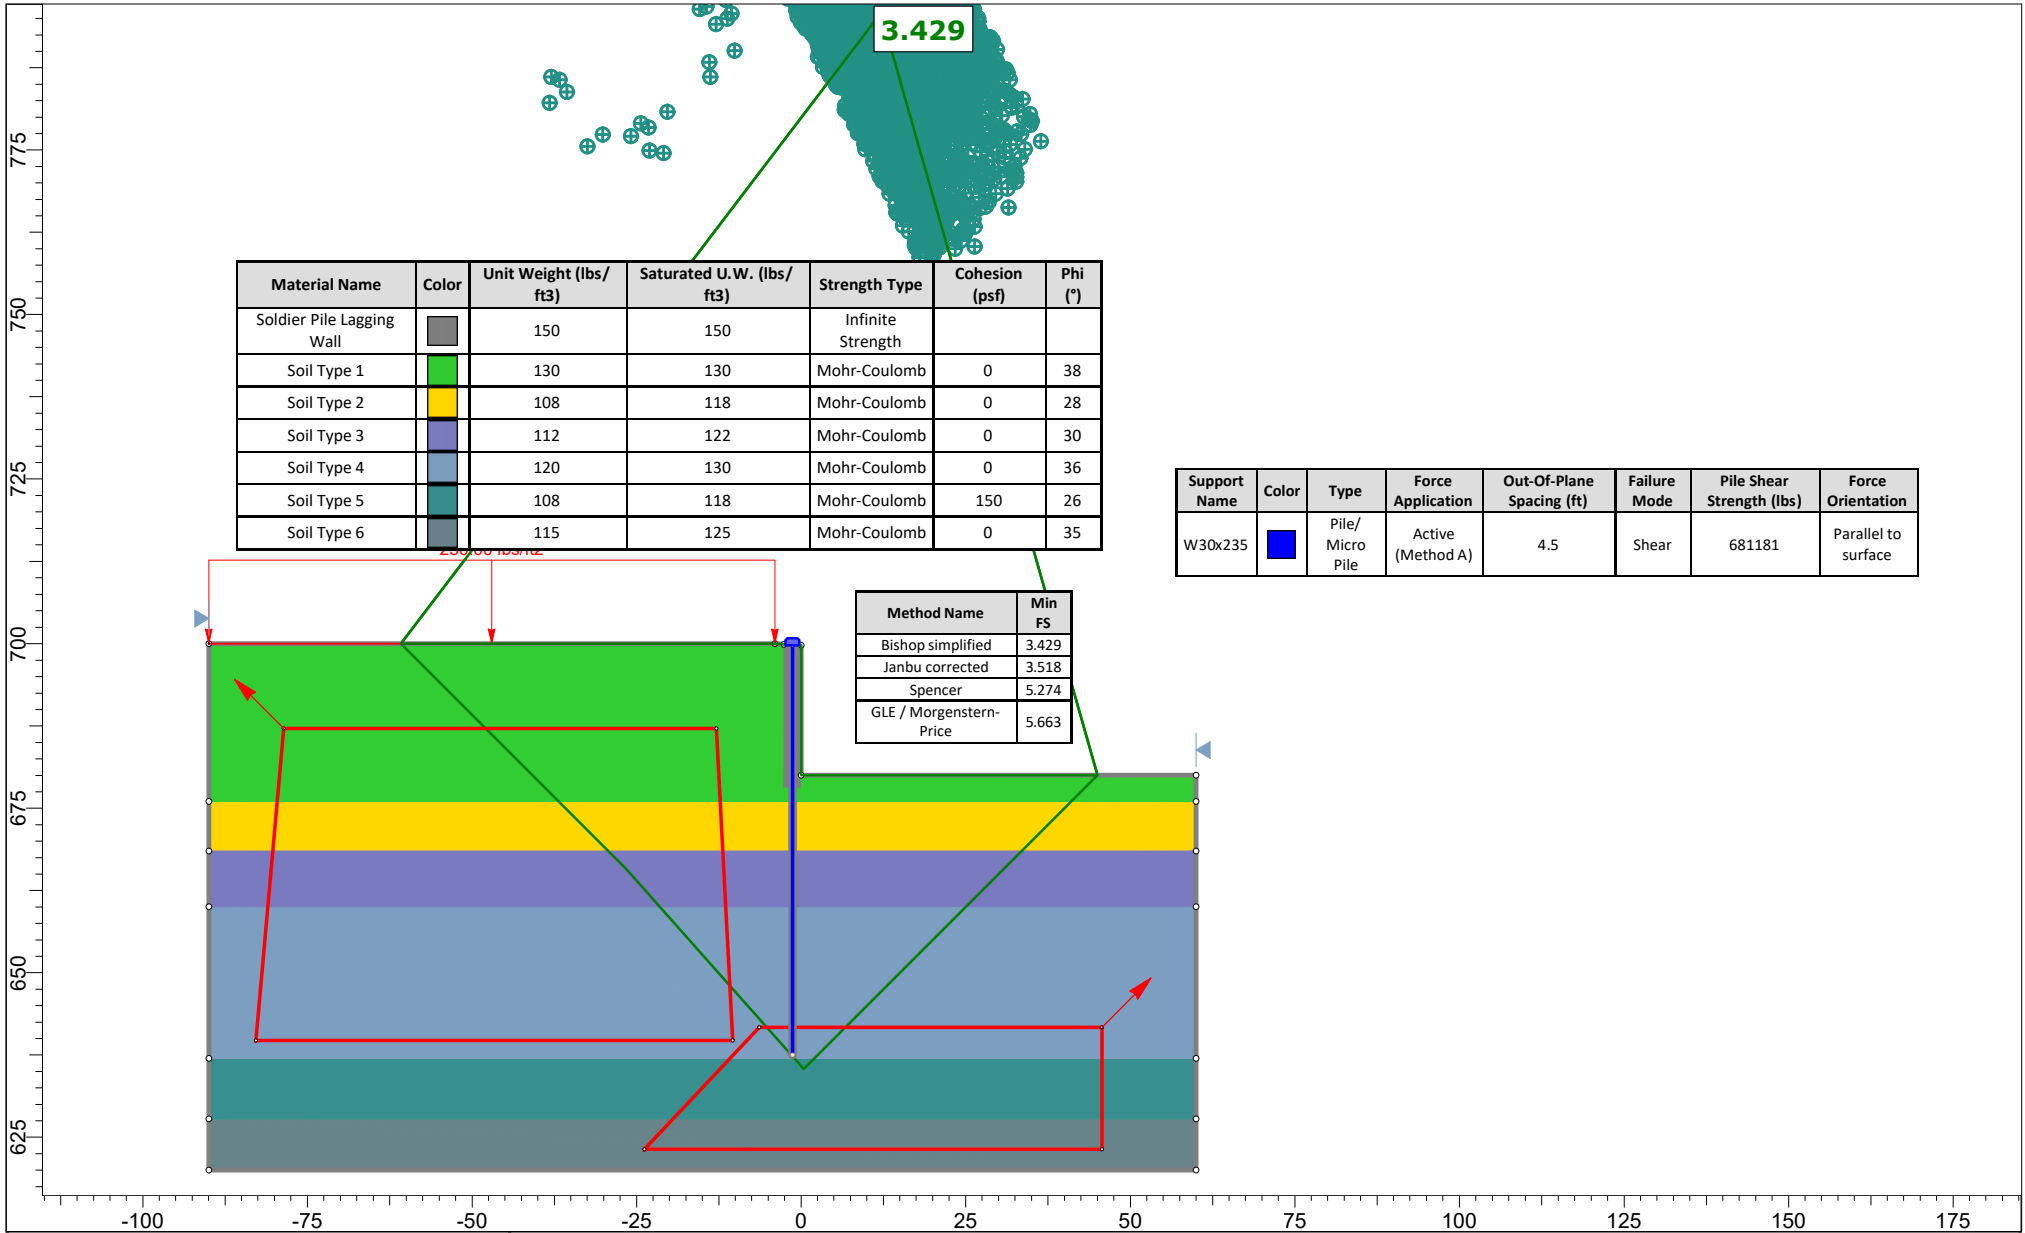 3.429
Material Name Color Unit Weight (lbs/ft3) Saturated U.W. (lbs/ft3) Strength Type Cohesion (psf) Phi (°)
Soldier Pile Lagging Wall 150 150 Infinite Strength
Soil Type 1 130 130 Mohr-Coulomb 0 38
Soil Type 2 108 118 Mohr-Coulomb 0 28
Soil Type 3 112 122 Mohr-Coulomb 0 30
Soil Type 4 120 130 Mohr-Coulomb 0 36
Soil Type 5 108 118 Mohr-Coulomb 150 26
Soil Type 6 115 125 Mohr-Coulomb 0 35
Support Name Color Type Force Application Out-Of-Plane Spacing (ft) Failure Mode Pile Shear Strength (lbs) Force Orientation
W30x235 Pile/ Micro Pile Active (Method A) 4.5 Shear 681181 Parallel to surface
Method Name Min FS
Bishop simplified 3.429
Janbu corrected 3.518
Spencer 5.274
GLE / Morgenstern-Price 5.663
775
750
725
700
675
650
625
-100 -75 -50 -25 0 25 50 75 100 125 150 175